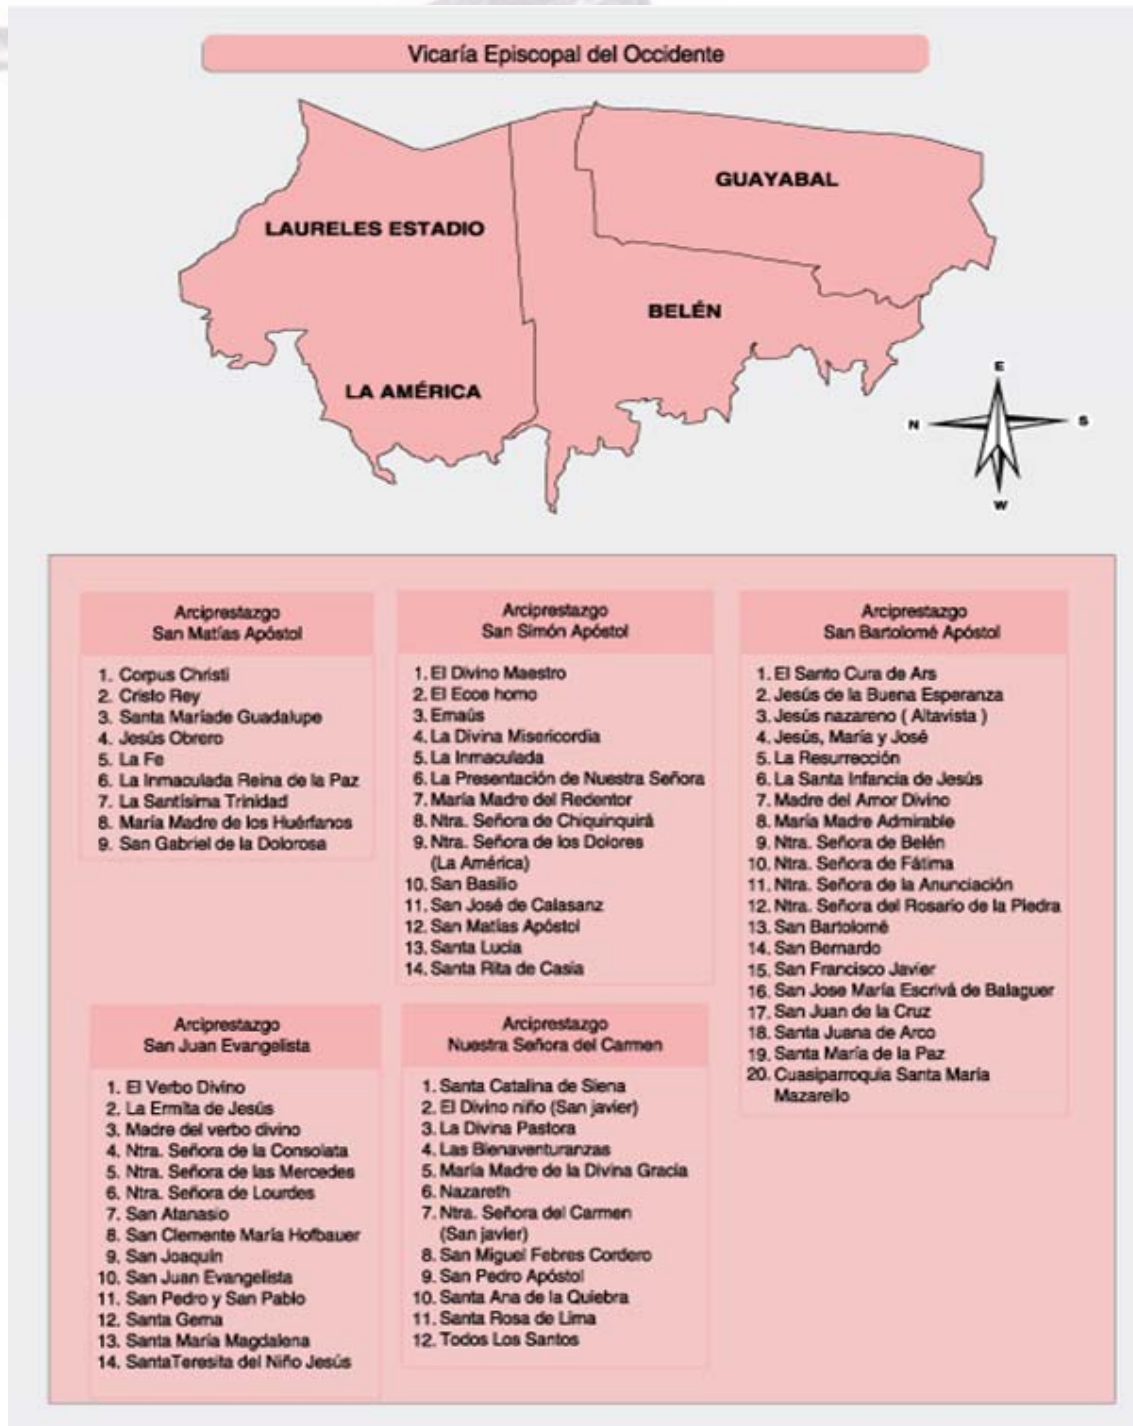 Vicaría Episcopal del Occidente
GUAYABAL
LAURELES ESTADIO
BELÉN
LA AMÉRICA
E
N
S
W
Arciprestazgo
San Matías Apóstol
1. Corpus Christi
2. Cristo Rey
3. Santa Maríade Guadalupe
4. Jesús Obrero
5. La Fe
6. La Inmaculada Reina de la Paz
7. La Santísima Trinidad
8. María Madre de los Huérfanos
9. San Gabriel de la Dolorosa
Arciprestazgo
San Simón Apóstol
1. El Divino Maestro
2. El Ecce homo
3. Emaús
4. La Divina Misericordia
5. La Inmaculada
6. La Presentación de Nuestra Señora
7. María Madre del Redentor
8. Ntra. Señora de Chiquinquirá
9. Ntra. Señora de los Dolores
(La América)
10. San Basilio
11. San José de Calasanz
12. San Matías Apóstol
13. Santa Lucia
14. Santa Rita de Casia
Arciprestazgo
San Bartolomé Apóstol
1. El Santo Cura de Ars
2. Jesús de la Buena Esperanza
3. Jesús nazareno ( Altavista )
4. Jesús, María y José
5. La Resurrección
6. La Santa Infancia de Jesús
7. Madre del Amor Divino
8. María Madre Admirable
9. Ntra. Señora de Belén
10. Ntra. Señora de Fátima
11. Ntra. Señora de la Anunciación
12. Ntra. Señora del Rosario de la Piedra
13. San Bartolomé
14. San Bernardo
15. San Francisco Javier
16. San Jose María Escrivá de Balaguer
17. San Juan de la Cruz
18. Santa Juana de Arco
19. Santa María de la Paz
20. Cuasiparroquia Santa María
Mazarello
Arciprestazgo
San Juan Evangelista
1. El Verbo Divino
2. La Ermita de Jesús
3. Madre del verbo divino
4. Ntra. Señora de la Consolata
5. Ntra. Señora de las Mercedes
6. Ntra. Señora de Lourdes
7. San Atanasio
8. San Clemente María Hofbauer
9. San Joaquín
10. San Juan Evangelista
11. San Pedro y San Pablo
12. Santa Gema
13. Santa María Magdalena
14. SantaTeresita del Niño Jesús
Arciprestazgo
Nuestra Señora del Carmen
1. Santa Catalina de Siena
2. El Divino niño (San javier)
3. La Divina Pastora
4. Las Bienaventuranzas
5. María Madre de la Divina Gracia
6. Nazareth
7. Ntra. Señora del Carmen
(San javier)
8. San Miguel Febres Cordero
9. San Pedro Apóstol
10. Santa Ana de la Quiebra
11. Santa Rosa de Lima
12. Todos Los Santos